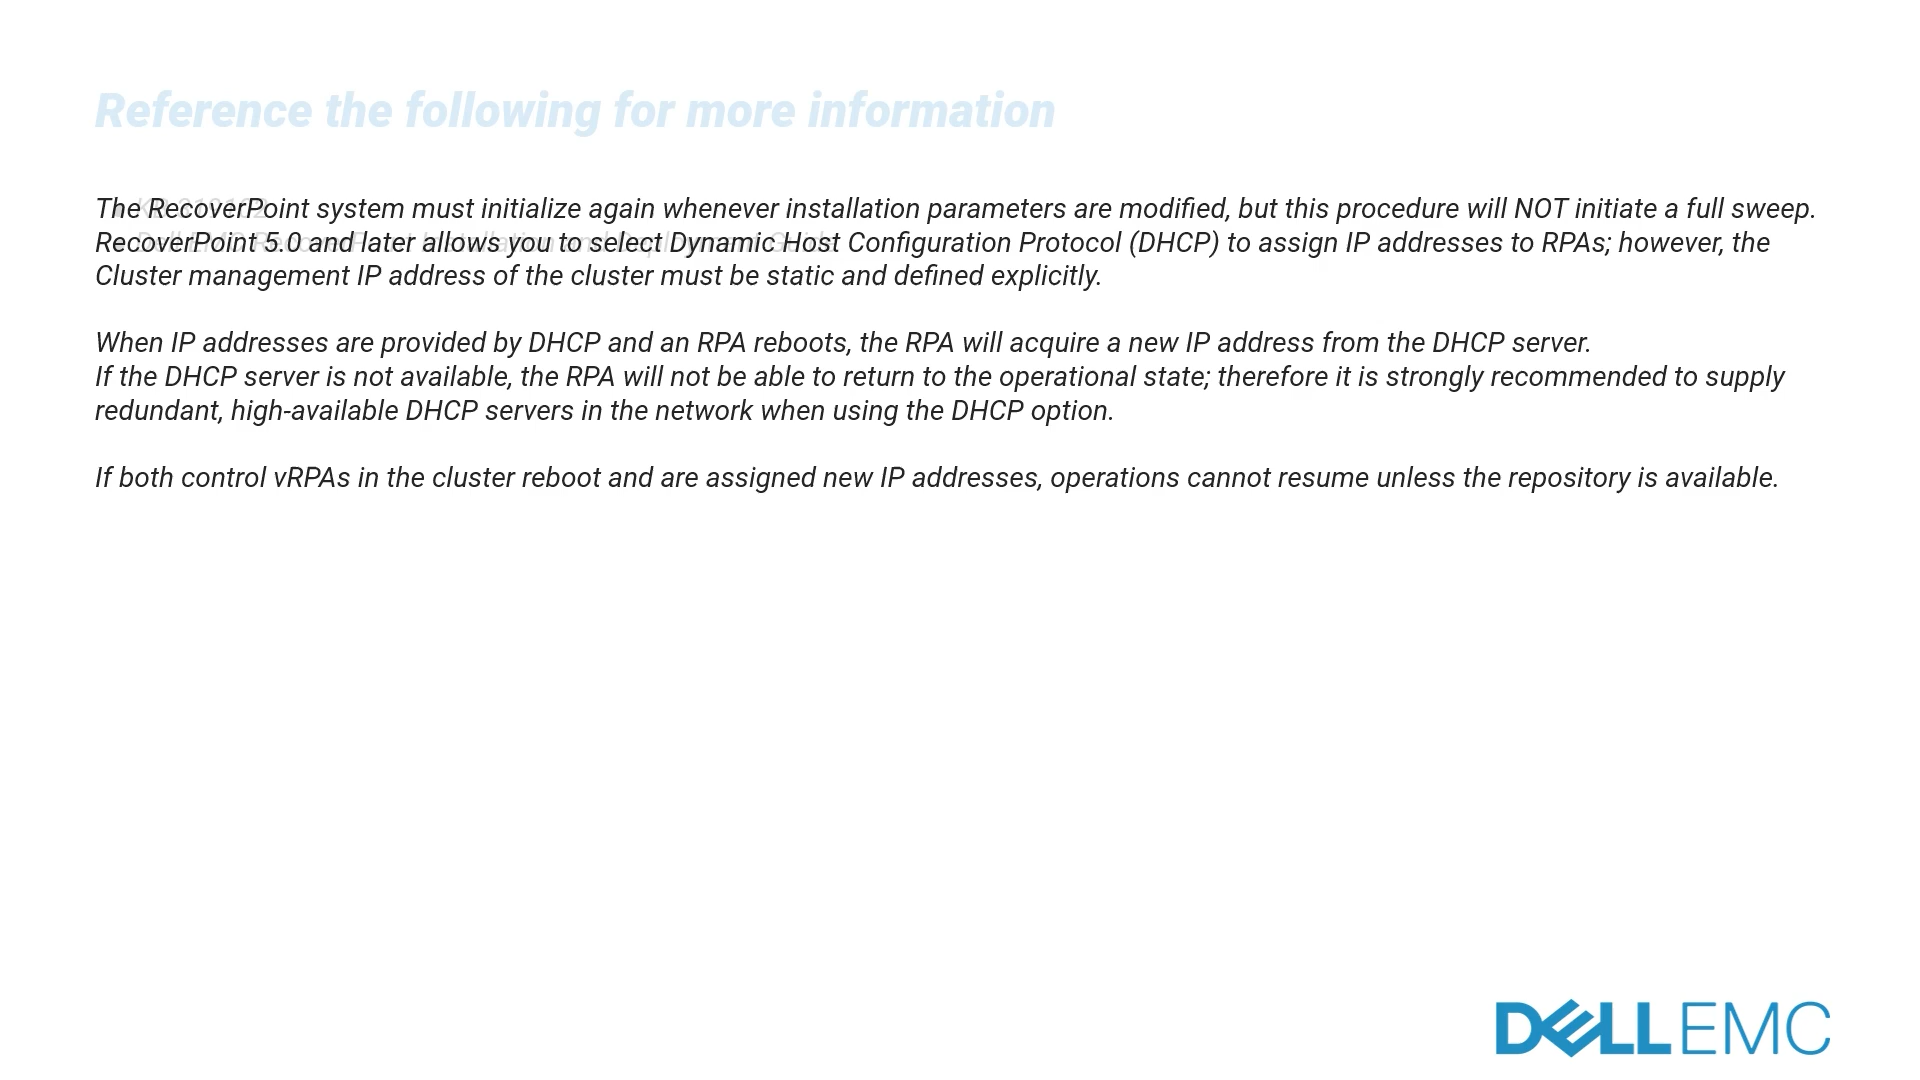 Reference the following for more information
The RecoverPoint system must initialize again whenever installation parameters are modified, but this procedure will NOT initiate a full sweep.
RecoverPoint 5.0 and later allows you to select Dynamic Host Configuration Protocol (DHCP) to assign IP addresses to RPAs; however, the
Cluster management IP address of the cluster must be static and defined explicitly.
When IP addresses are provided by DHCP and an RPA reboots, the RPA will acquire a new IP address from the DHCP server.
If the DHCP server is not available, the RPA will not be able to return to the operational state; therefore it is strongly recommended to supply
redundant, high-available DHCP servers in the network when using the DHCP option.
If both control vRPAs in the cluster reboot and are assigned new IP addresses, operations cannot resume unless the repository is available.
DELLEMC